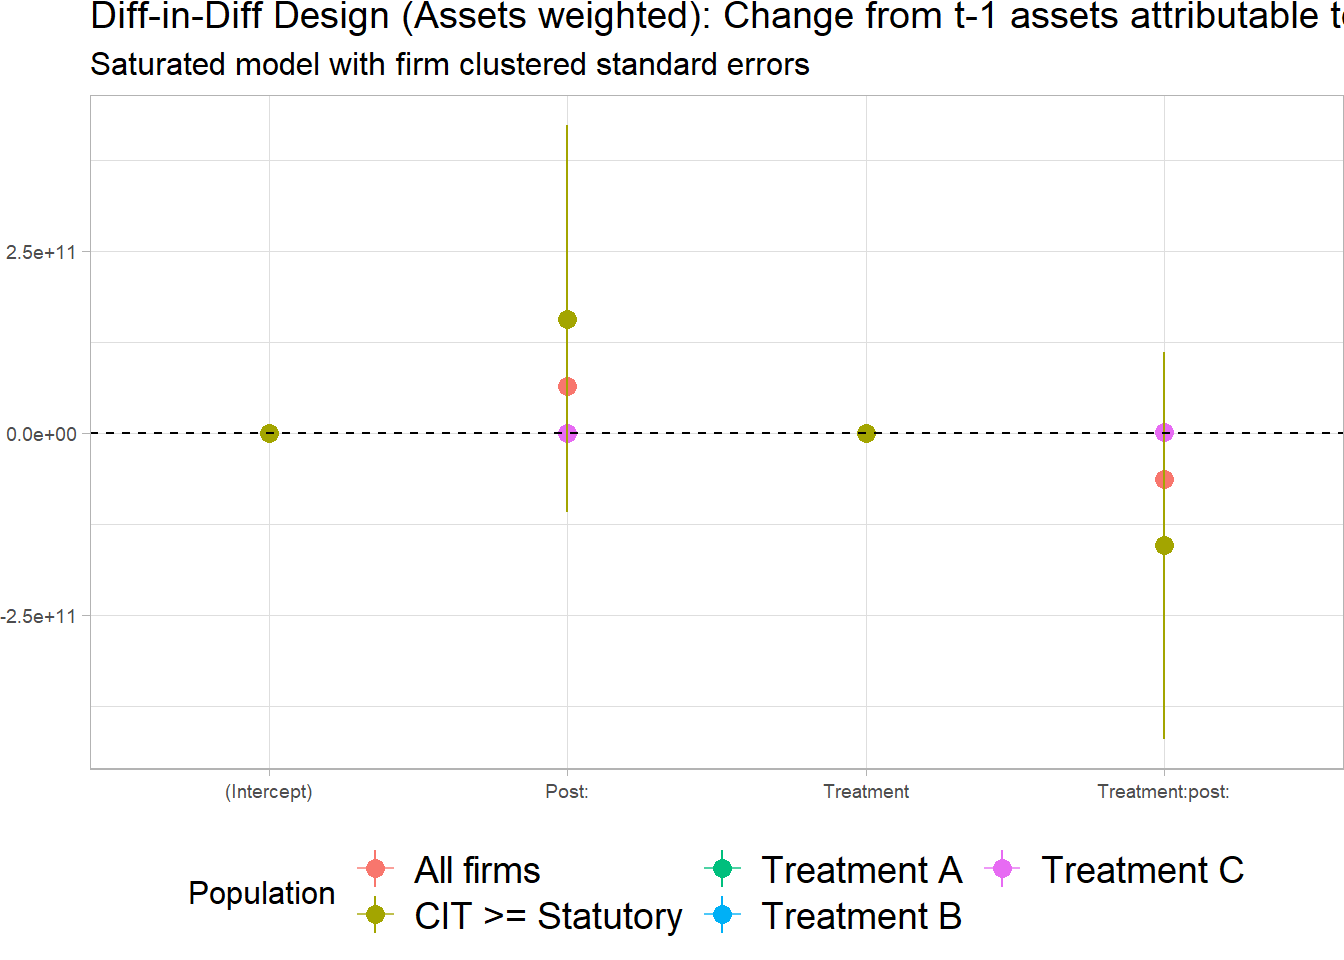 Diff-in-Diff Design (Assets weighted): Change from t-1 assets attributable
Saturated model with firm clustered standard errors
2.5e+11
0.0e+00
-2.5e+11
(Intercept)
Post:
Treatment
Treatment:post:
Population
All firms
CIT >= Statutory
Treatment A
Treatment B
Treatment C